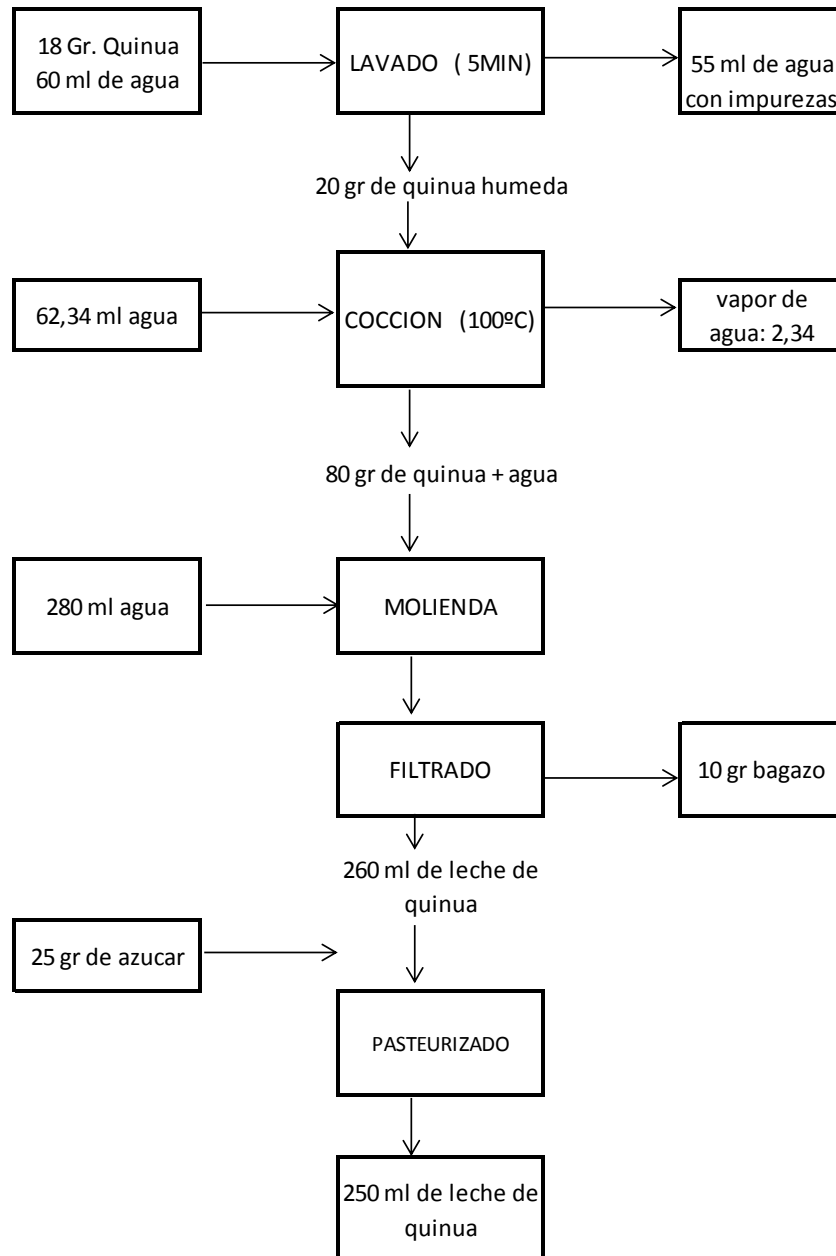 18 Gr. Quinua
60 ml de agua
LAVADO ( 5MIN)
55 ml de agua
con impurezas
20 gr de quinua humeda
62,34 ml agua
COCCION (100ºC)
vapor de
agua: 2,34
80 gr de quinua + agua
280 ml agua
MOLIENDA
FILTRADO
10 gr bagazo
260 ml de leche de
quinua
25 gr de azucar
PASTEURIZADO
250 ml de leche de
quinua